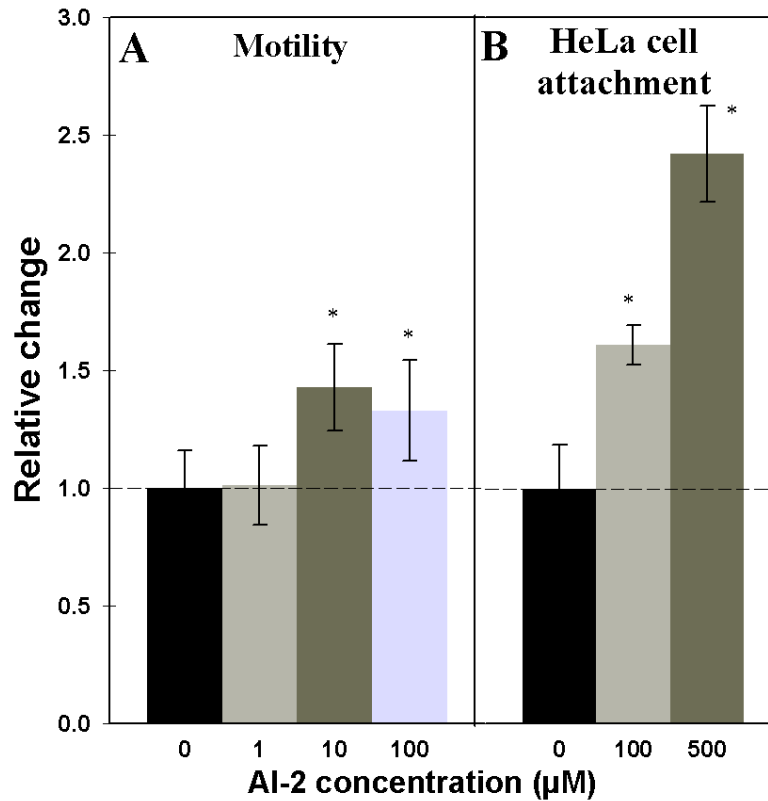 A Motility
B HeLa cell
attachment
3.0
2.5
2.0
1.5
1.0
0.5
0.0
Relative change
* * * *
0 1 10 100 0 100 500
AI-2 concentration (µM)